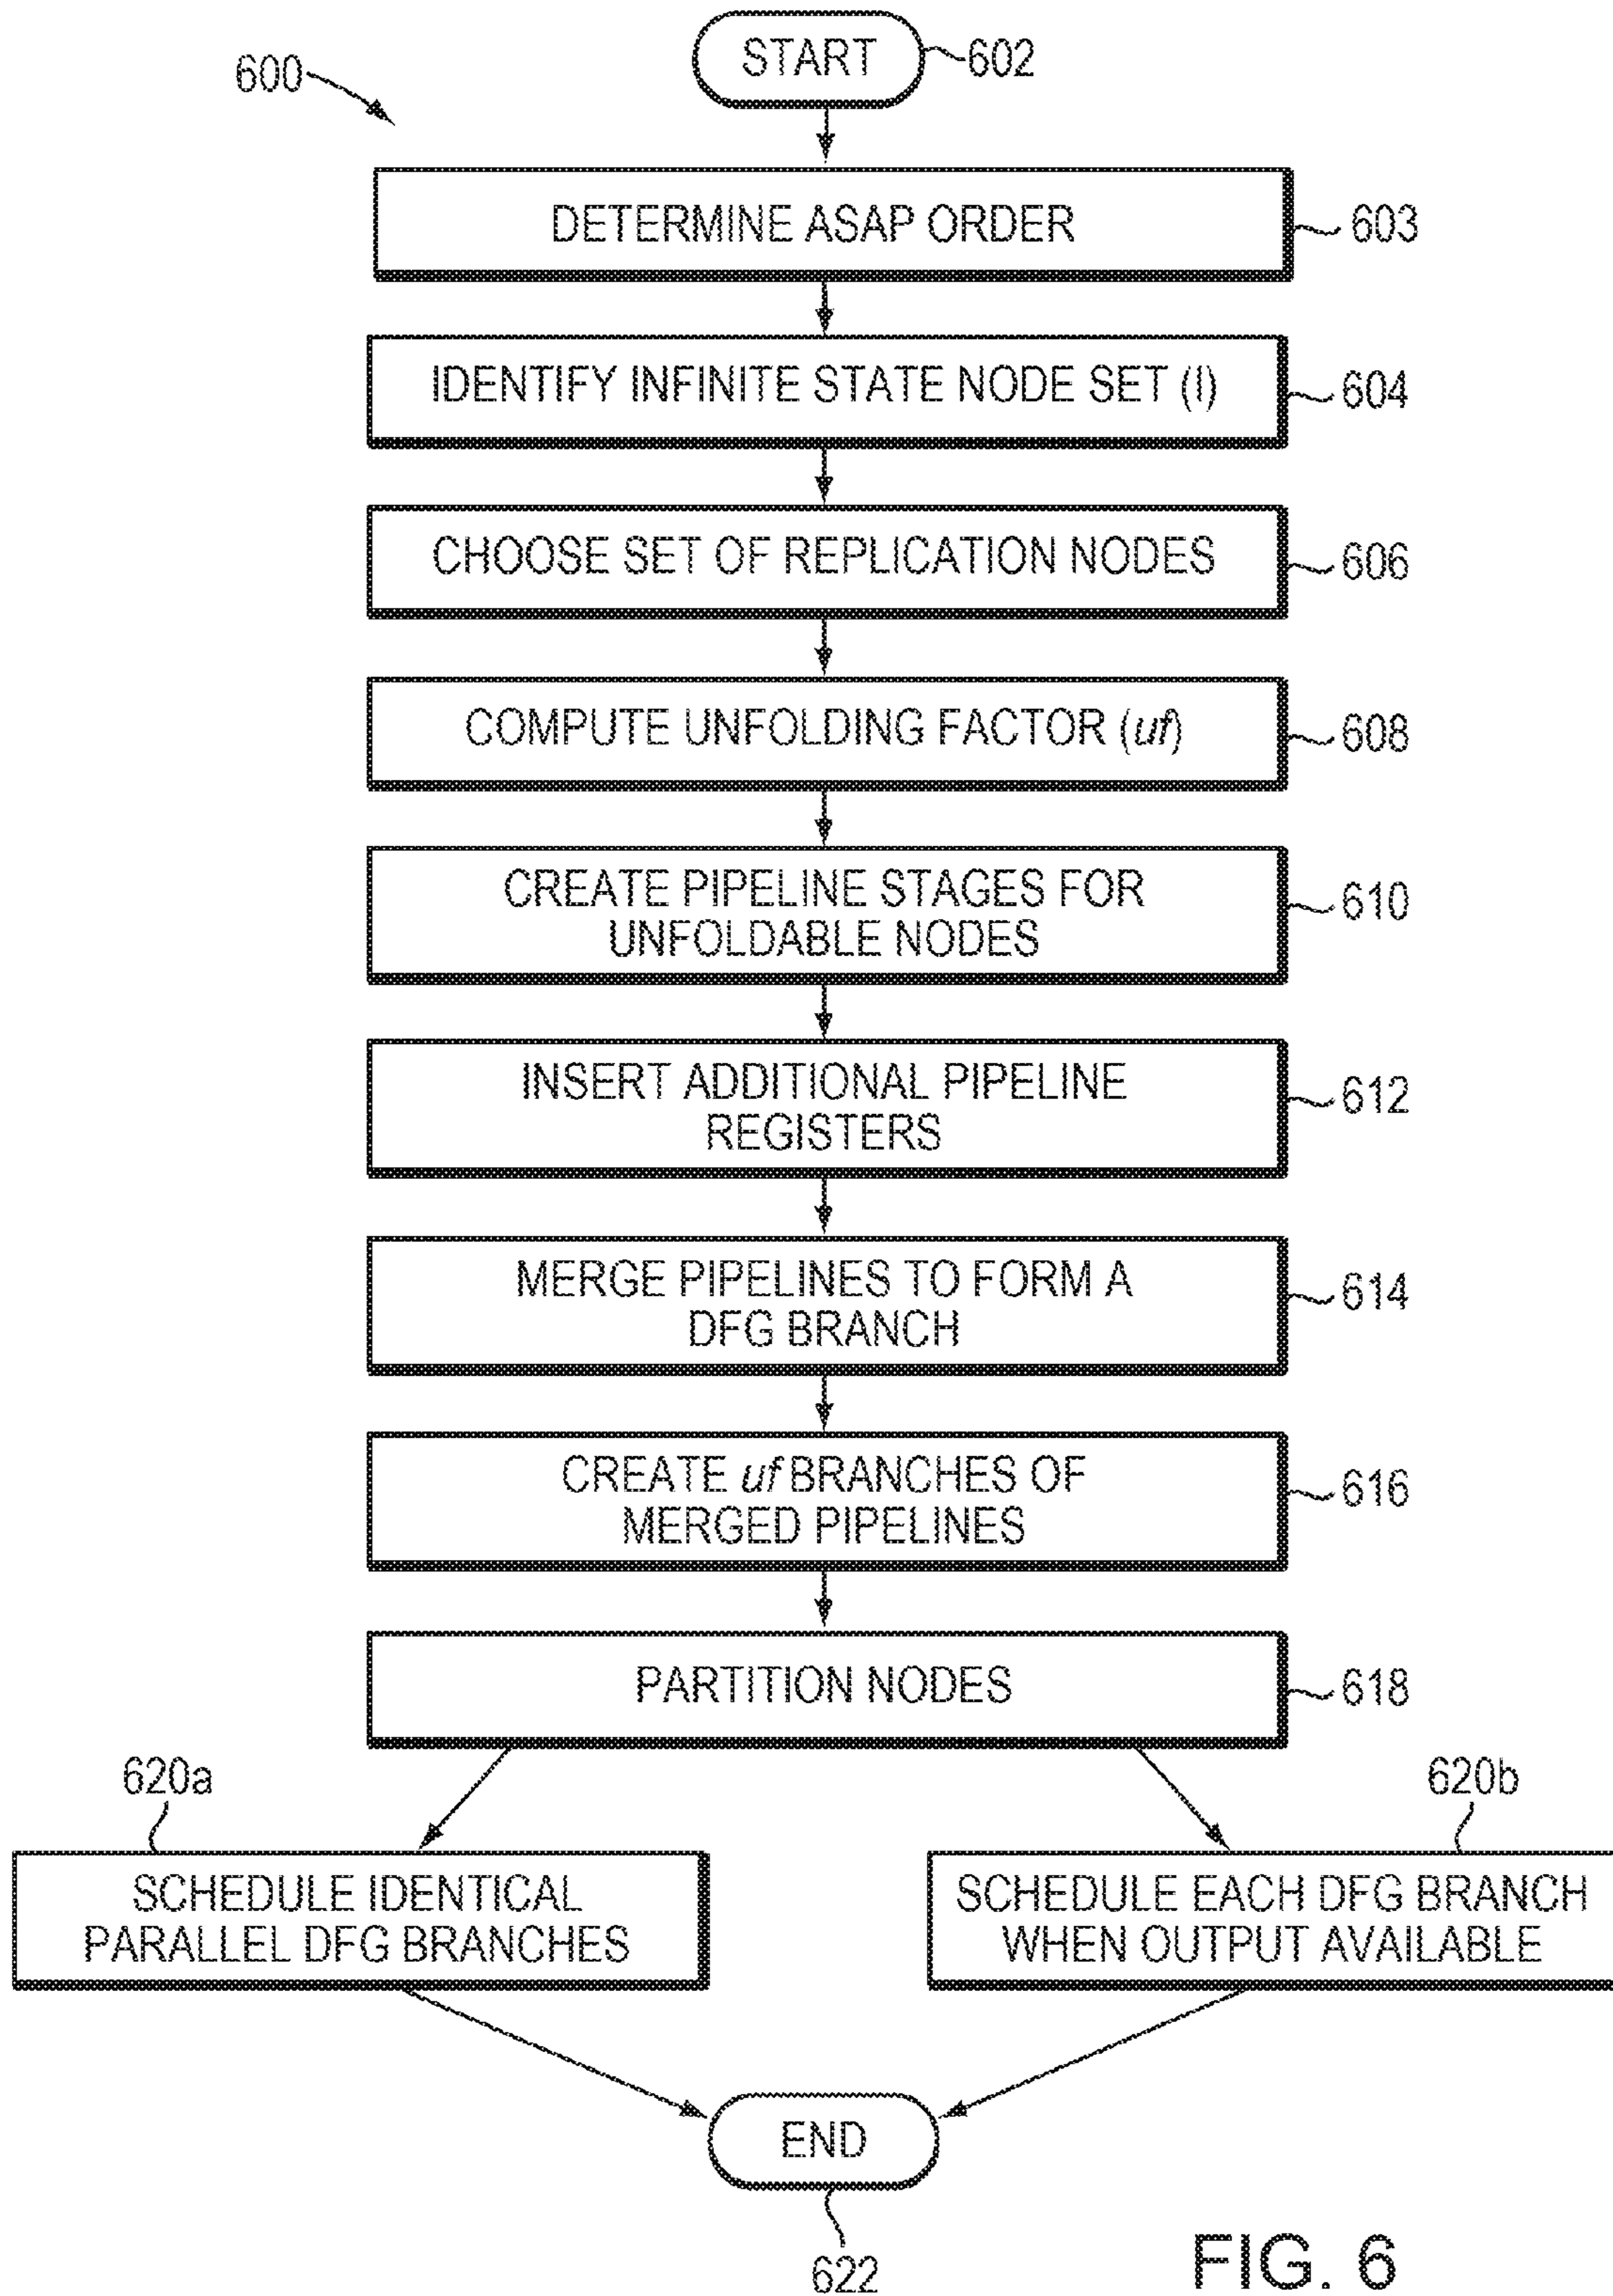 600
START
602
DETERMINE ASAP ORDER
603
IDENTIFY INFINITE STATE NODE SET (I)
604
CHOOSE SET OF REPLICATION NODES
606
COMPUTE UNFOLDING FACTOR (uf)
608
CREATE PIPELINE STAGES FOR
UNFOLDABLE NODES
610
INSERT ADDITIONAL PIPELINE
REGISTERS
612
MERGE PIPELINES TO FORM A
DFG BRANCH
614
CREATE uf BRANCHES OF
MERGED PIPELINES
616
PARTITION NODES
618
620a
620b
SCHEDULE IDENTICAL
PARALLEL DFG BRANCHES
SCHEDULE EACH DFG BRANCH
WHEN OUTPUT AVAILABLE
END
622
FIG. 6